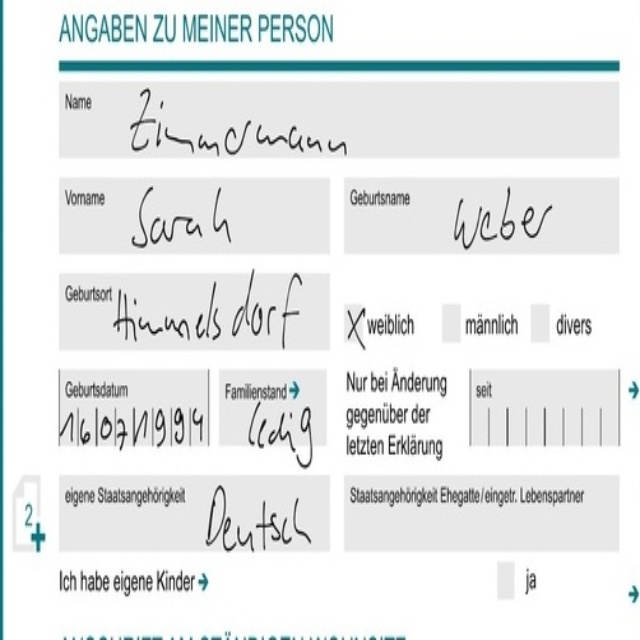 ANGABEN ZU MEINER PERSON
Name
Zimmermann
Vorname
Sarah
Geburtsname
Weber
Geburtsort
Himmelsdorf
X weiblich
männlich
divers
Geburtsdatum
16071994
Familienstand
ledig
Nur bei Änderung
gegenüber der
letzten Erklärung
seit
2
eigene Staatsangehörigkeit
Deutsch
Staatsangehörigkeit Ehegatte/eingetr. Lebenspartner
Ich habe eigene Kinder
ja